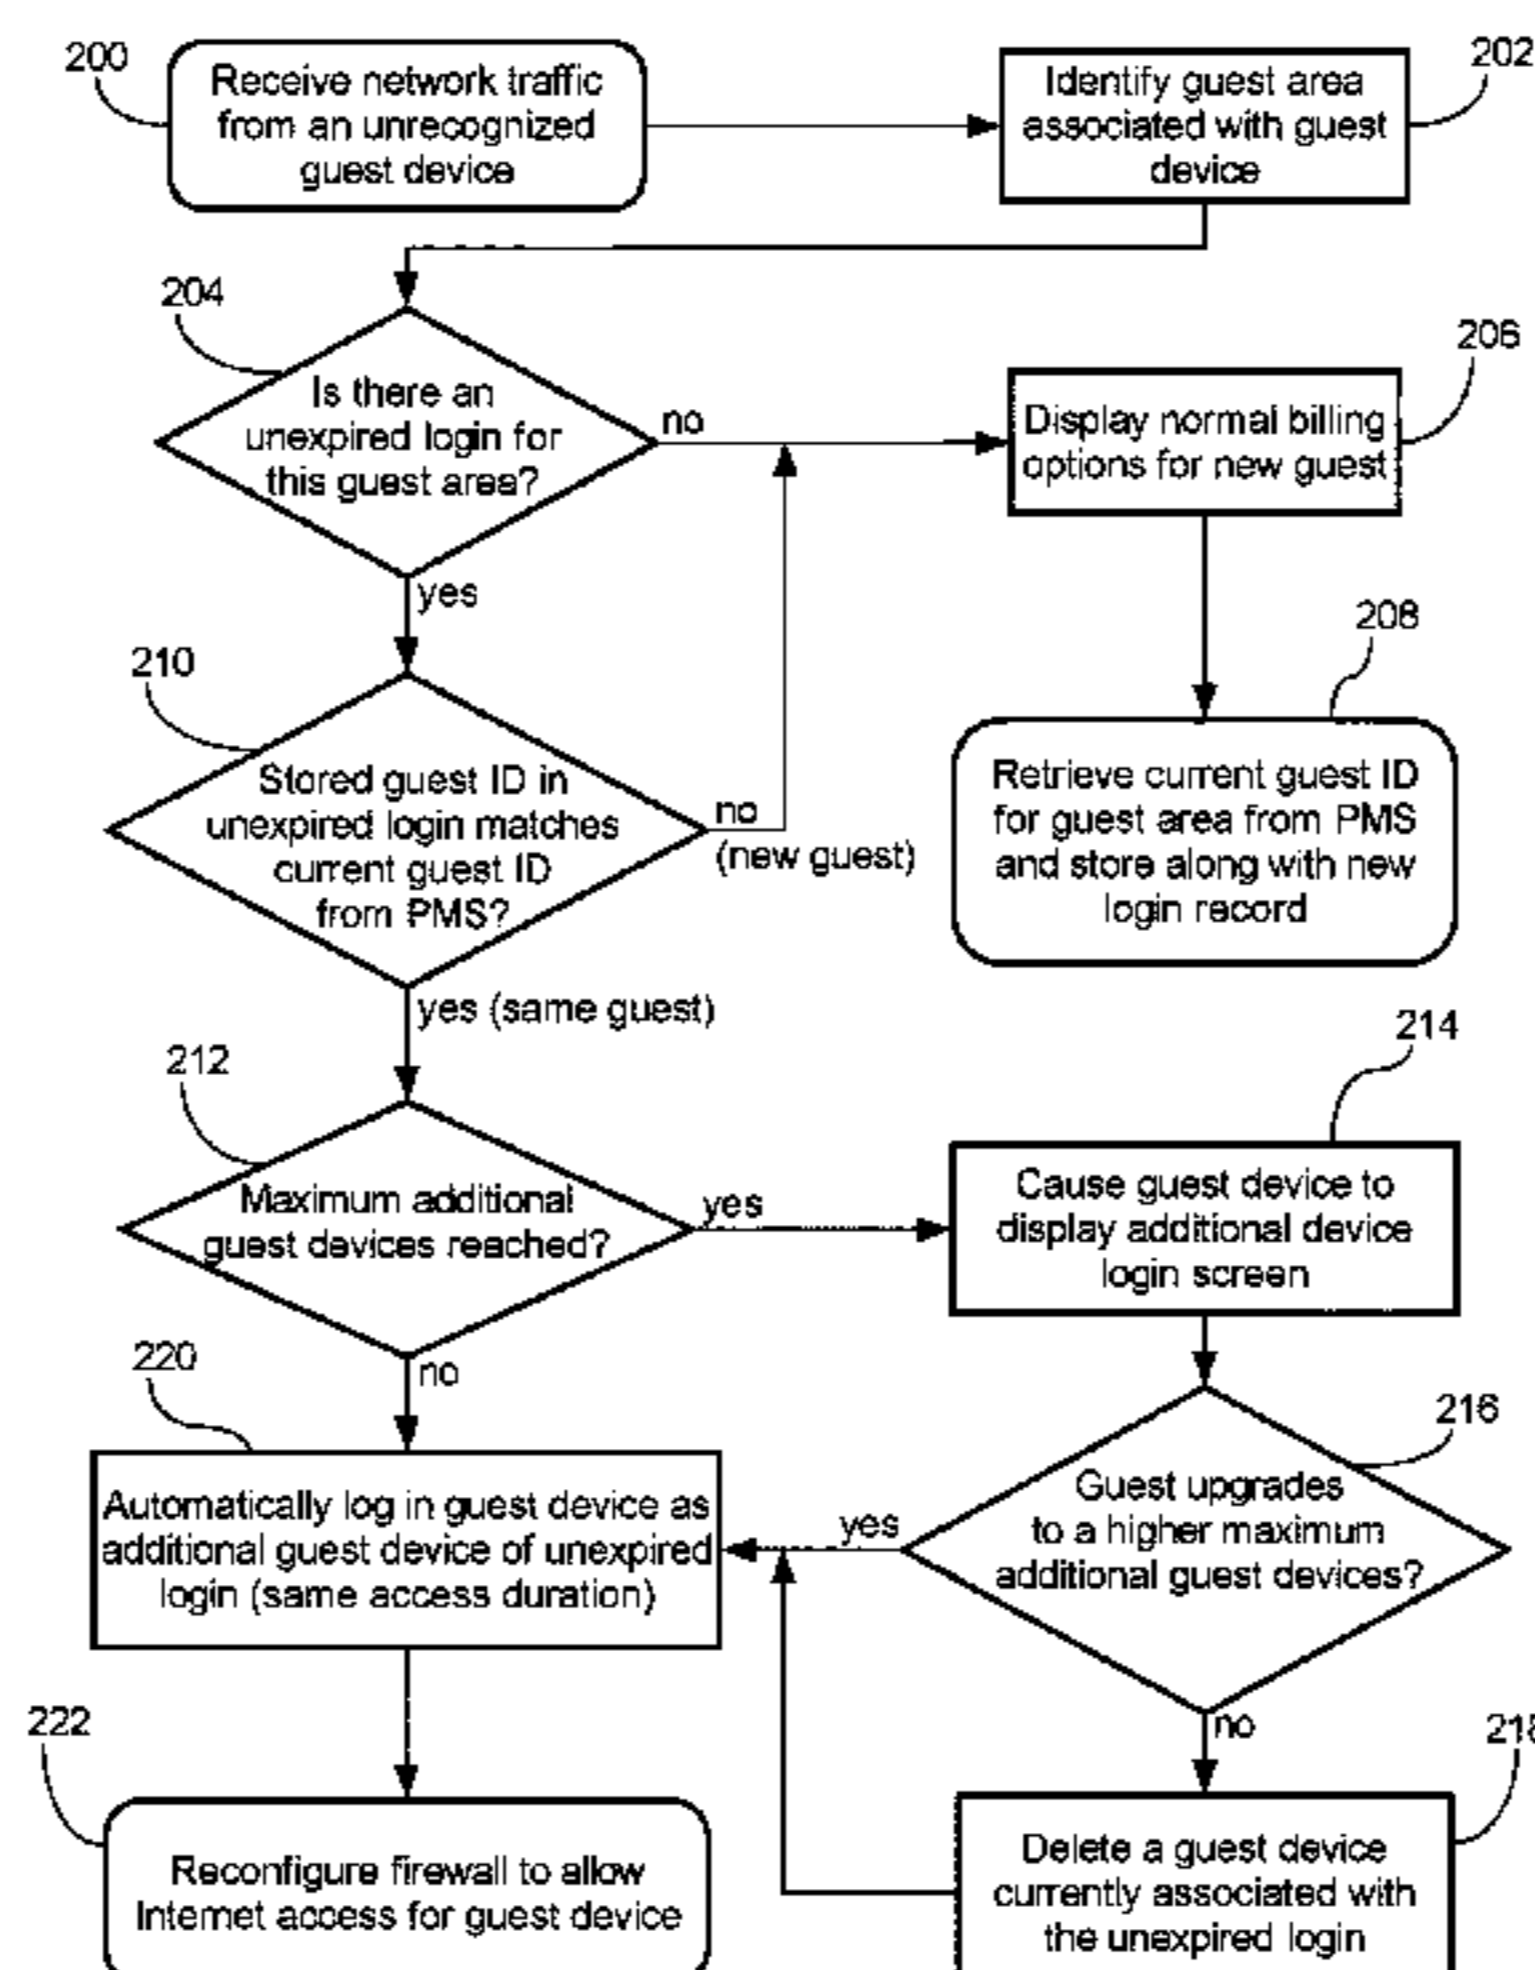 200
Receive network traffic
from an unrecognized
guest device
202
Identify guest area
associated with guest
device
204
Is there an
unexpired login for
this guest area?
no
yes
206
Display normal billing
options for new guest
208
Retrieve current guest ID
for guest area from PMS
and store along with new
login record
210
Stored guest ID in
unexpired login matches
current guest ID
from PMS?
no
(new guest)
yes (same guest)
212
Maximum additional
guest devices reached?
yes
no
214
Cause guest device to
display additional device
login screen
216
Guest upgrades
to a higher maximum
additional guest devices?
yes
no
218
Delete a guest device
currently associated with
the unexpired login
220
Automatically log in guest device as
additional guest device of unexpired
login (same access duration)
222
Reconfigure firewall to allow
Internet access for guest device